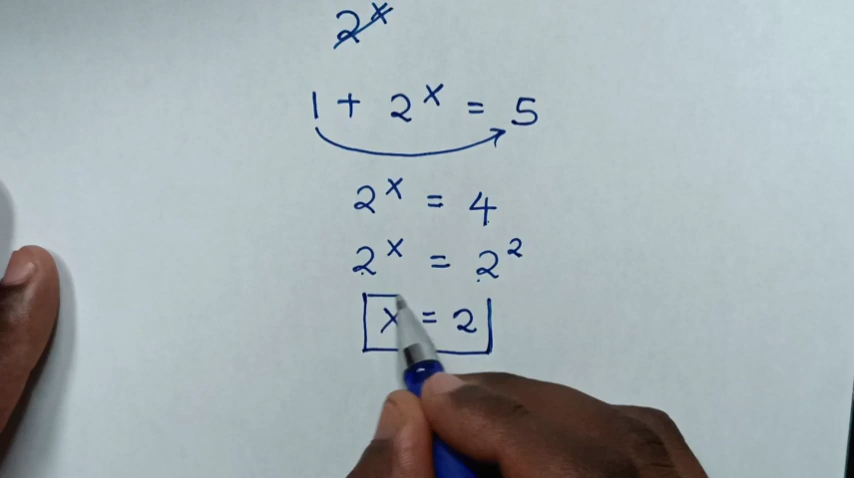 2^x
1 + 2^x = 5
2^x = 4
2^x = 2^2
x = 2